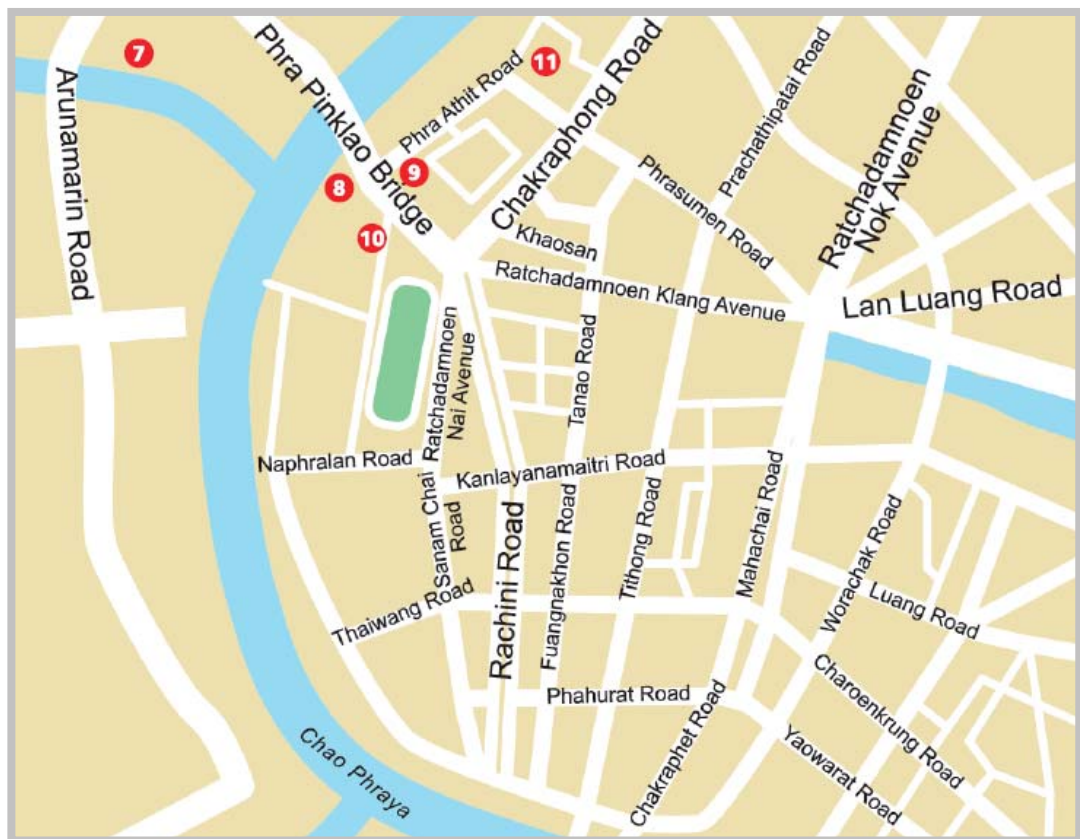 7
11
Phra Pinklao Bridge
Phra Athit Road
Chakraphong Road
Prachathipatai Road
Ratchadamnoen
Nok Avenue
Arunamarin Road
9
8
10
Phrasumen Road
Khaosan
Ratchadamnoen Klang Avenue
Lan Luang Road
Ratchadamnoen
Nai Avenue
Tanao Road
Naphralan Road
Kanlayanamaitri Road
Sanam Chai
Road
Rachini Road
Fuangnakhon Road
Tithong Road
Mahachai Road
Worachak Road
Luang Road
Thaiwang Road
Phahurat Road
Charoenkrung Road
Chakraphet Road
Yaowarat Road
Chao Phraya